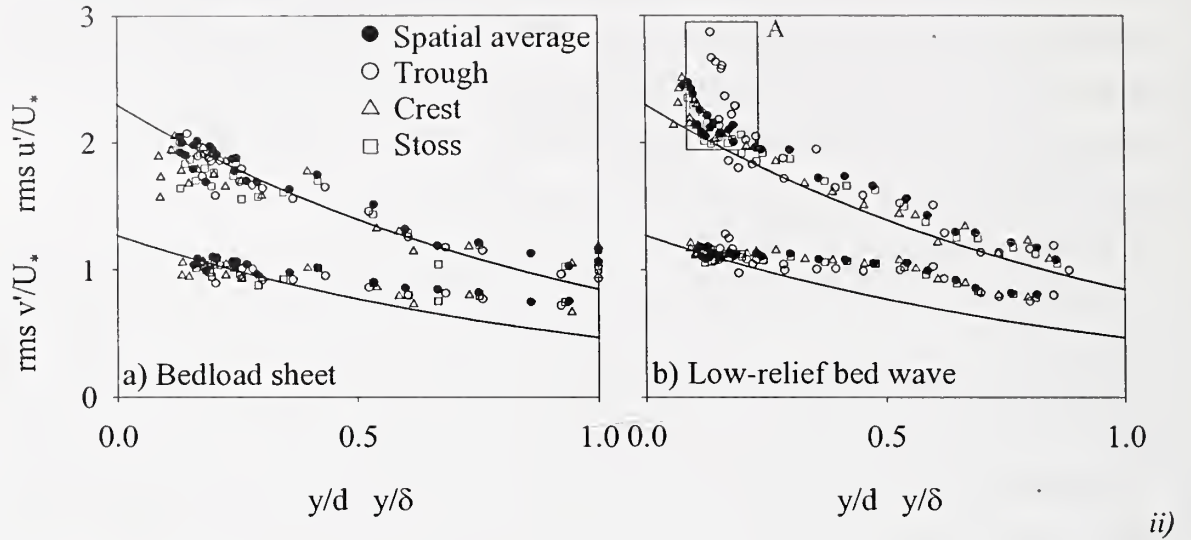 rms v'/U* rms u'/U*
3
2
1
0
Spatial average
Trough
Crest
Stoss
A
a) Bedload sheet
b) Low-relief bed wave
0.0 0.5 1.0 0.0 0.5 1.0
y/d y/δ y/d y/δ
ii)